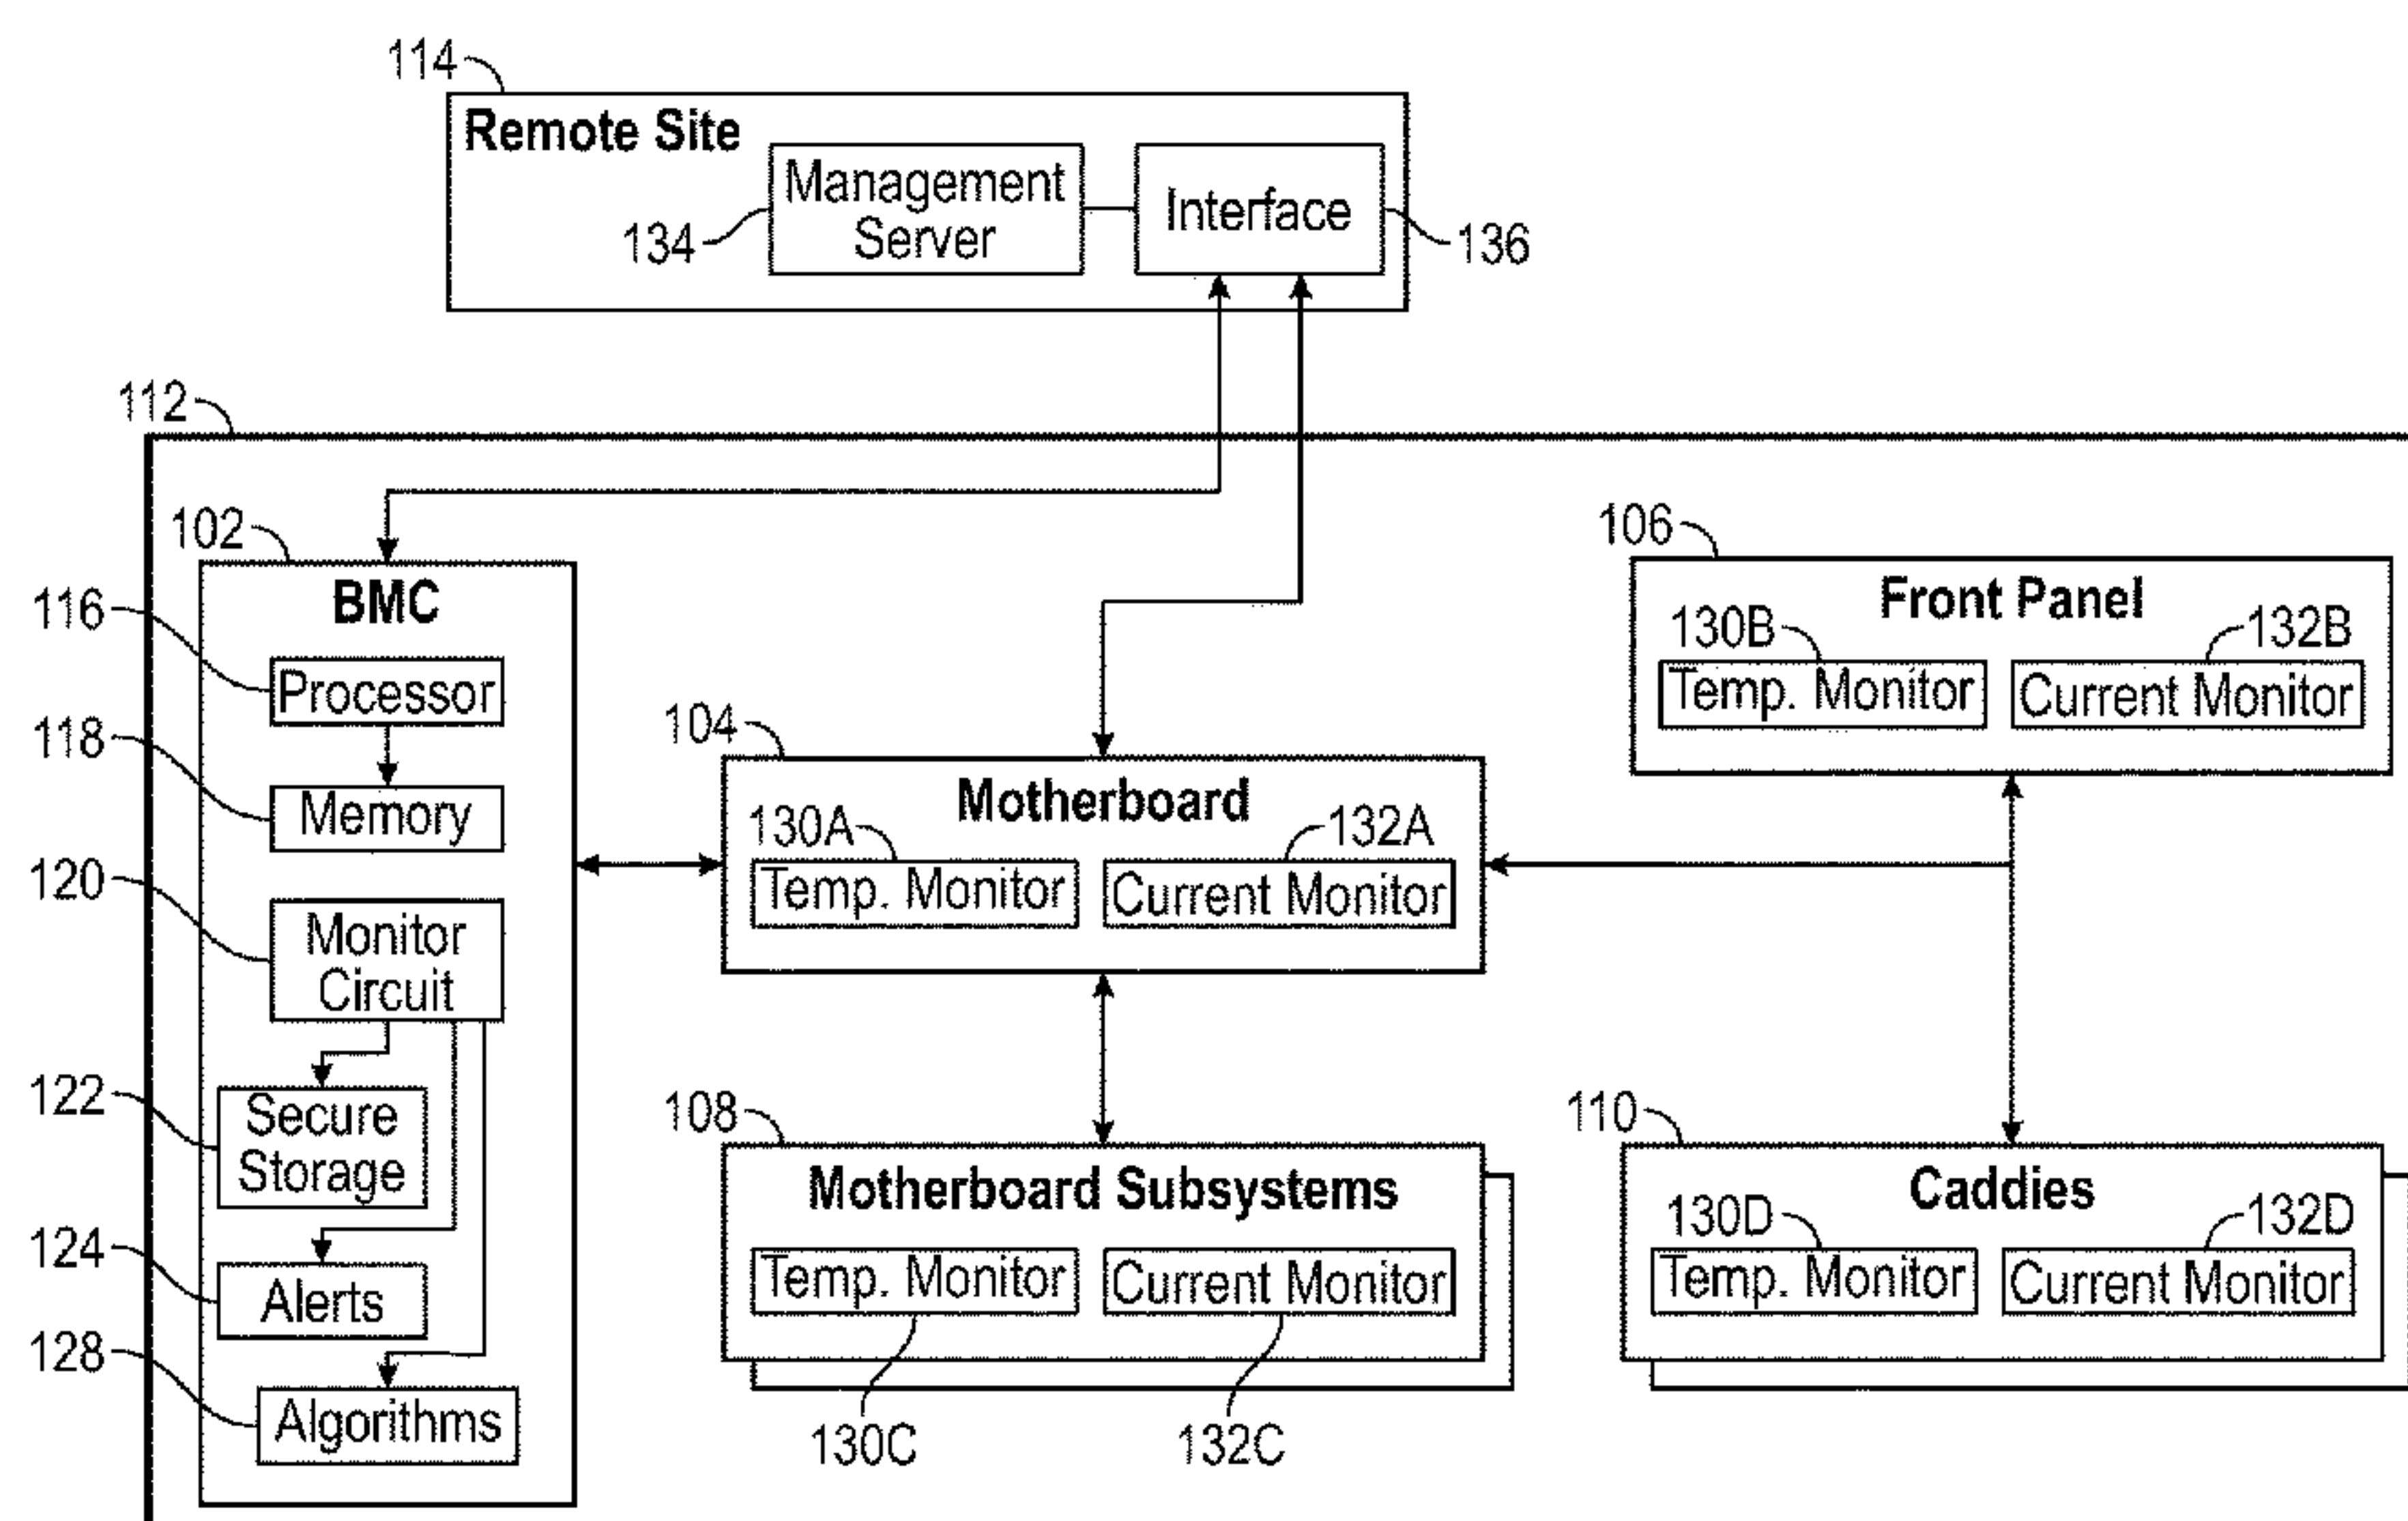 114
Remote Site
Management
Server
Interface
134
136
112
102
BMC
116
Processor
118
Memory
120
Monitor
Circuit
122
Secure
Storage
124
Alerts
128
Algorithms
104
Motherboard
130A
132A
Temp. Monitor
Current Monitor
106
Front Panel
130B
132B
Temp. Monitor
Current Monitor
108
Motherboard Subsystems
Temp. Monitor
Current Monitor
130C
132C
110
Caddies
130D
132D
Temp. Monitor
Current Monitor